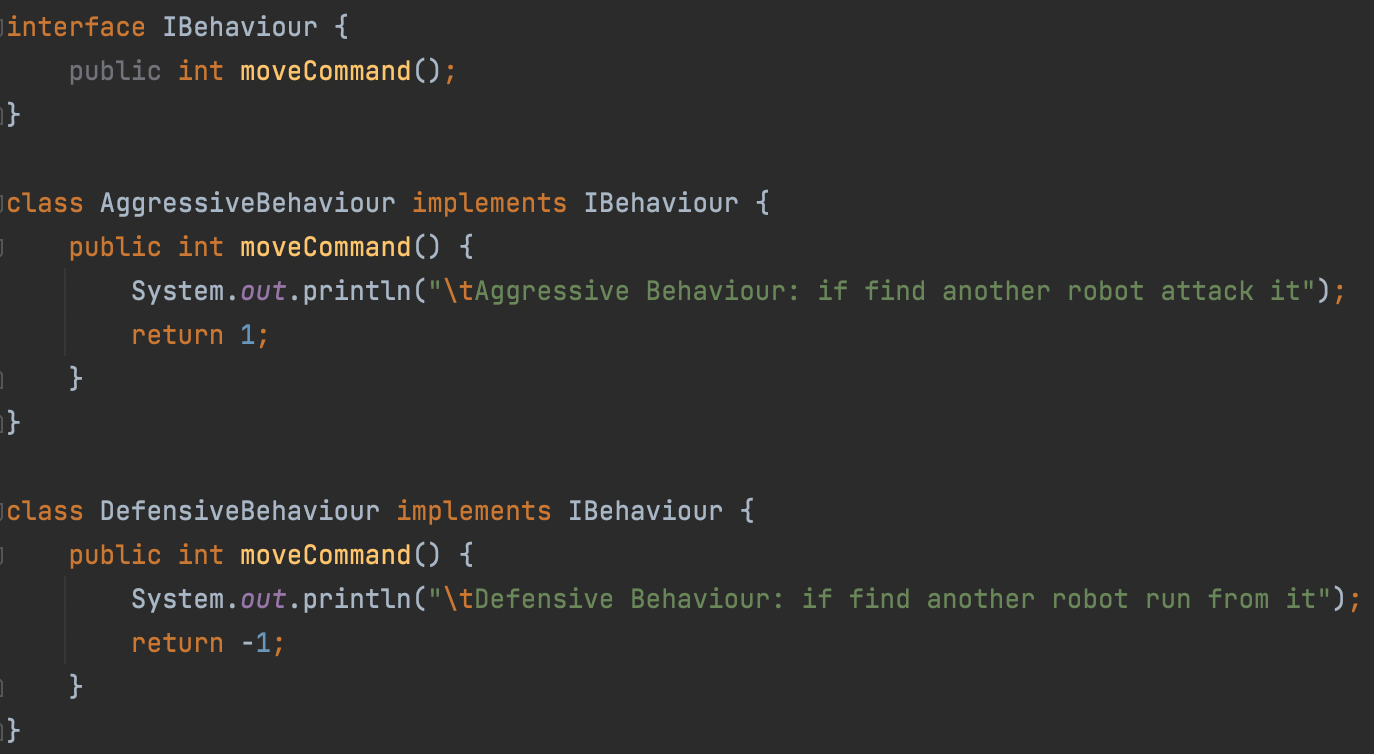 interface IBehaviour {
    public int moveCommand();
}
class AggressiveBehaviour implements IBehaviour {
    public int moveCommand() {
        System.out.println("\tAggressive Behaviour: if find another robot attack it");
        return 1;
    }
}
class DefensiveBehaviour implements IBehaviour {
    public int moveCommand() {
        System.out.println("\tDefensive Behaviour: if find another robot run from it");
        return -1;
    }
}